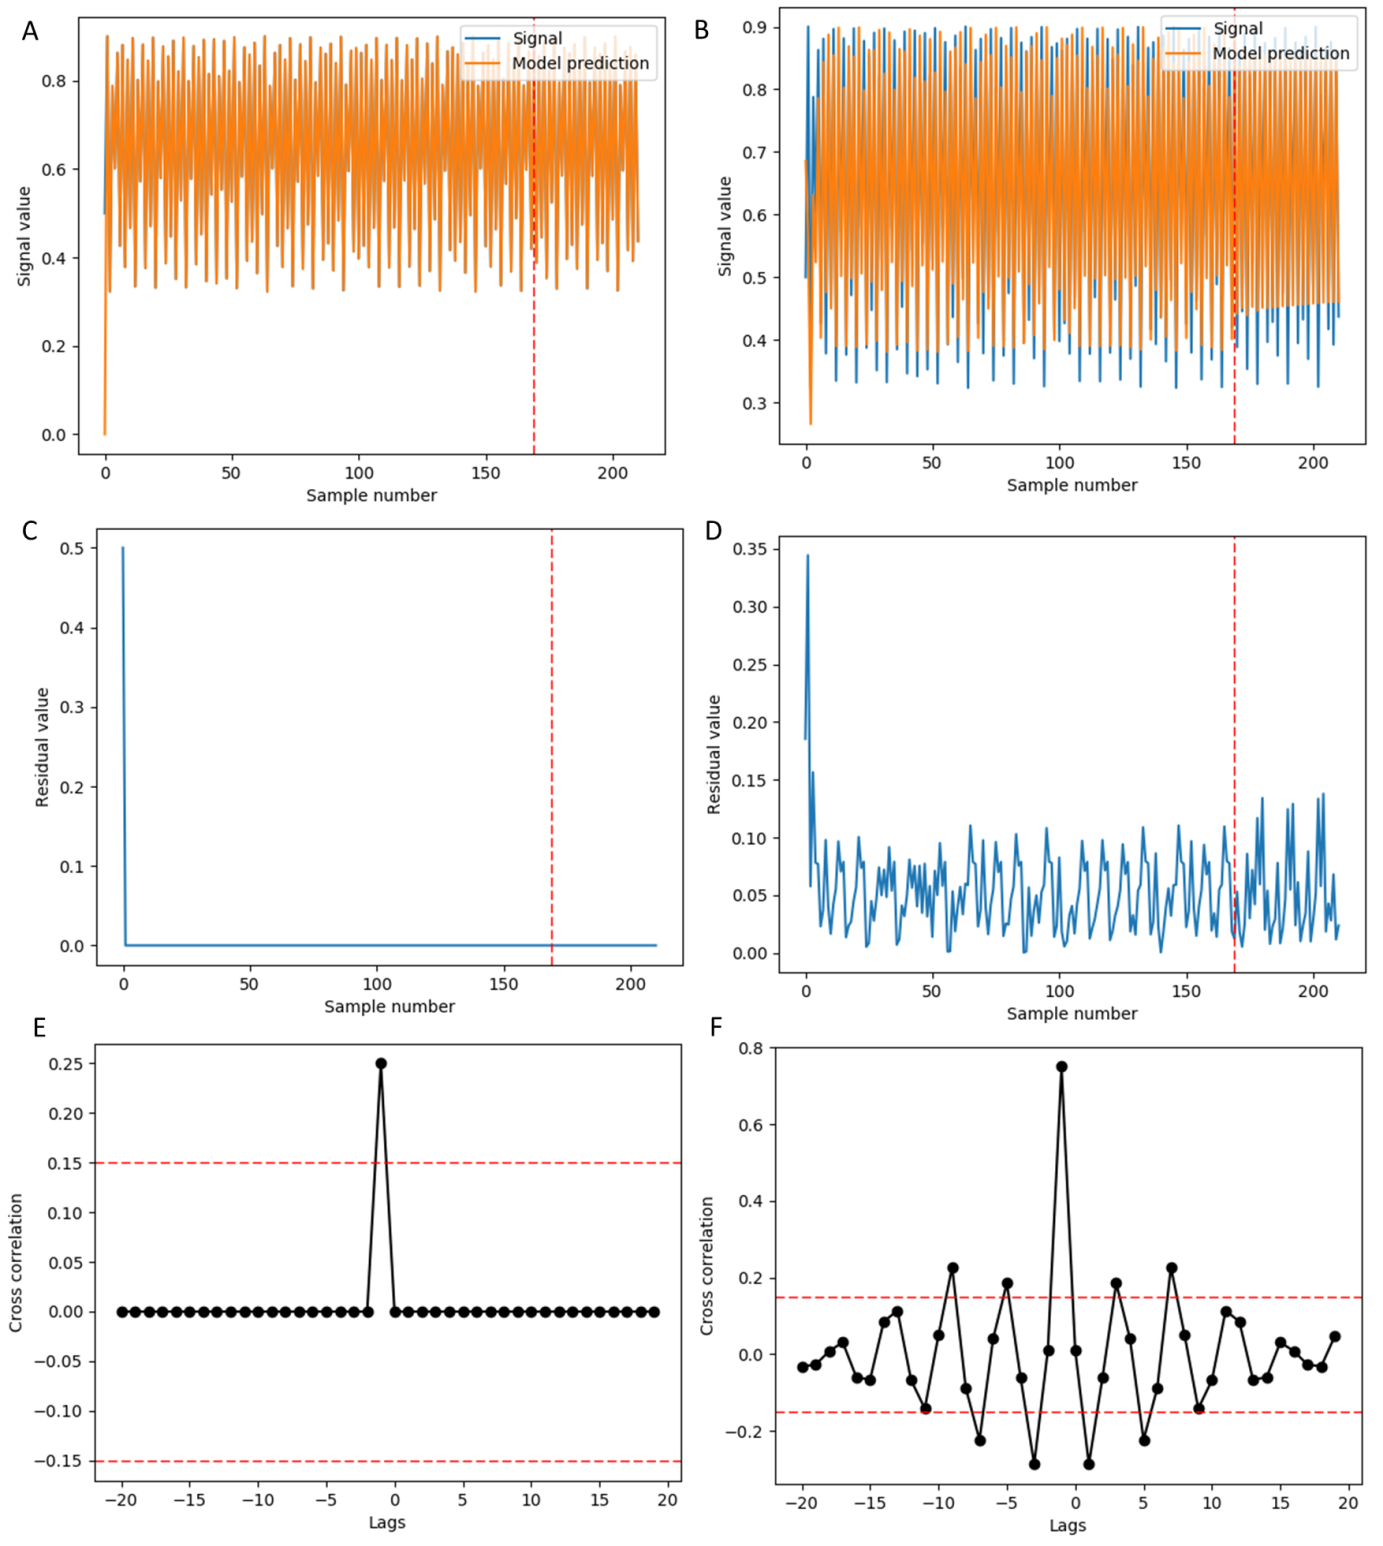 A
Signal
Model prediction
0.8
0.6
0.4
0.2
0.0
Signal value
0 50 100 150 200
Sample number
B
Signal
Model prediction
0.9
0.8
0.7
0.6
0.5
0.4
0.3
Signal value
0 50 100 150 200
Sample number
C
0.5
0.4
0.3
0.2
0.1
0.0
Residual value
0 50 100 150 200
Sample number
D
0.35
0.30
0.25
0.20
0.15
0.10
0.05
0.00
Residual value
0 50 100 150 200
Sample number
E
0.25
0.20
0.15
0.10
0.05
0.00
−0.05
−0.10
−0.15
Cross correlation
−20 −15 −10 −5 0 5 10 15 20
Lags
F
0.8
0.6
0.4
0.2
0.0
−0.2
Cross correlation
−20 −15 −10 −5 0 5 10 15 20
Lags